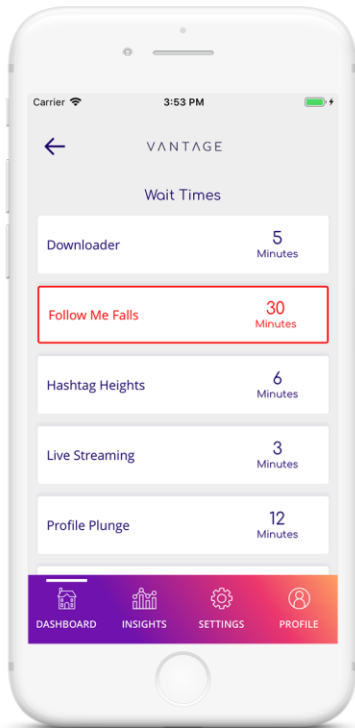 Carrier 3:53 PM
VANTAGE
Wait Times
Downloader 5
Minutes
Follow Me Falls 30
Minutes
Hashtag Heights 6
Minutes
Live Streaming 3
Minutes
Profile Plunge 12
Minutes
DASHBOARD INSIGHTS SETTINGS PROFILE